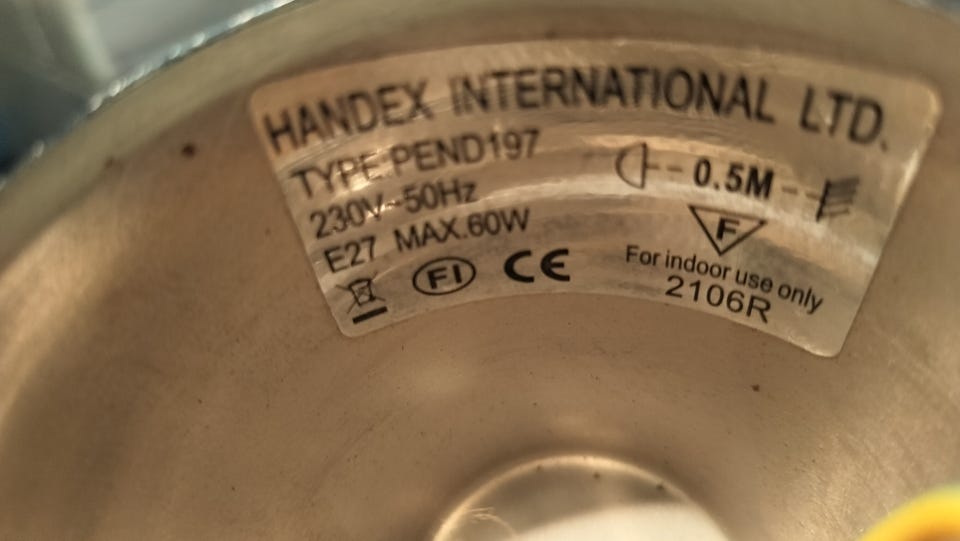 HANDEX INTERNATIONAL LTD.
TYPE:PEND197
230V~50Hz
E27 MAX.60W
FI CE
0.5M
F
For indoor use only
2106R